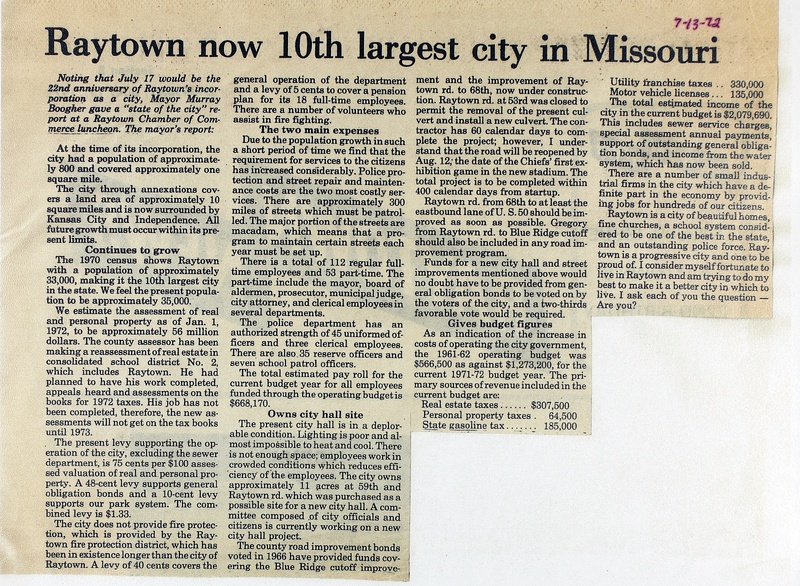 7-13-72
Raytown now 10th largest city in Missouri
Noting that July 17 would be the
22nd anniversary of Raytown's incor-
poration as a city, Mayor Murray
Boogher gave a "state of the city" re-
port at a Raytown Chamber of Com-
merce luncheon. The mayor's report:
At the time of its incorporation, the
city had a population of approximate-
ly 800 and covered approximately one
square mile.
The city through annexations cov-
ers a land area of approximately 10
square miles and is now surrounded by
Kansas City and Independence. All
future growth must occur within its pre-
sent limits.
Continues to grow
The 1970 census shows Raytown
with a population of approximately
33,000, making it the 10th largest city
in the state. We feel the present popula-
tion to be approximately 35,000.
We estimate the assessment of real
and personal property as of Jan. 1,
1972, to be approximately 56 million
dollars. The county assessor has been
making a reassessment of real estate in
consolidated school district No. 2,
which includes Raytown. He had
planned to have his work completed,
appeals heard and assessments on the
books for 1972 taxes. His job has not
been completed, therefore, the new as-
sessments will not get on the tax books
until 1973.
The present levy supporting the op-
eration of the city, excluding the sewer
department, is 75 cents per $100 asses-
sed valuation of real and personal prop-
erty. A 48-cent levy supports general
obligation bonds and a 10-cent levy
supports our park system. The com-
bined levy is $1.33.
The city does not provide fire protec-
tion, which is provided by the Ray-
town fire protection district, which has
been in existence longer than the city of
Raytown. A levy of 40 cents covers the
general operation of the department
and a levy of 5 cents to cover a pension
plan for its 18 full-time employees.
There are a number of volunteers who
assist in fire fighting.
The two main expenses
Due to the population growth in such
a short period of time we find that the
requirement for services to the citizens
has increased considerably. Police pro-
tection and street repair and mainten-
ance costs are the two most costly ser-
vices. There are approximately 300
miles of streets which must be patrol-
led. The major portion of the streets are
macadam, which means that a pro-
gram to maintain certain streets each
year must be set up.
There is a total of 112 regular full-
time employees and 53 part-time. The
part-time include the mayor, board of
aldermen, prosecutor, municipal judge,
city attorney, and clerical employees in
several departments.
The police department has an
authorized strength of 45 uniformed of-
ficers and three clerical employees.
There are also 35 reserve officers and
seven school patrol officers.
The total estimated pay roll for the
current budget year for all employees
funded through the operating budget is
$668,170.
Owns city hall site
The present city hall is in a deplor-
able condition. Lighting is poor and al-
most impossible to heat and cool. There
is not enough space; employees work in
crowded conditions which reduces effi-
ciency of the employees. The city owns
approximately 11 acres at 59th and
Raytown rd. which was purchased as a
possible site for a new city hall. A com-
mittee composed of city officials and
citizens is currently working on a new
city hall project.
The county road improvement bonds
voted in 1966 have provided funds cov-
ering the Blue Ridge cutoff improve-
ment and the improvement of Ray-
town rd. to 68th, now under construc-
tion. Raytown rd. at 53rd was closed to
permit the removal of the present cul-
vert and install a new culvert. The con-
tractor has 60 calendar days to com-
plete the project; however, I under-
stand that the road will be reopened by
Aug. 12, the date of the Chiefs' first ex-
hibition game in the new stadium. The
total project is to be completed within
400 calendar days from startup.
Raytown rd. from 68th to at least the
eastbound lane of U.S. 50 should be im-
proved as soon as possible. Gregory
from Raytown rd. to Blue Ridge cutoff
should also be included in any road im-
provement program.
Funds for a new city hall and street
improvements mentioned above would
no doubt have to be provided from gen-
eral obligation bonds to be voted on by
the voters of the city, and a two-thirds
favorable vote would be required.
Gives budget figures
As an indication of the increase in
costs of operating the city government,
the 1961-62 operating budget was
$566,500 as against $1,273,200, for the
current 1971-72 budget year. The pri-
mary sources of revenue included in the
current budget are:
Real estate taxes ...... $307,500
Personal property taxes . 64,500
State gasoline tax ....... 185,000
Utility franchise taxes .. 330,000
Motor vehicle licenses ... 135,000
The total estimated income of the
city in the current budget is $2,079,690.
This includes sewer service charges,
special assessment annual payments,
support of outstanding general obliga-
tion bonds, and income from the water
system, which has now been sold.
There are a number of small indus-
trial firms in the city which have a de-
finite part in the economy by provid-
ing jobs for hundreds of our citizens.
Raytown is a city of beautiful homes,
fine churches, a school system consid-
ered to be one of the best in the state,
and an outstanding police force. Ray-
town is a progressive city and one to be
proud of. I consider myself fortunate to
live in Raytown and am trying to do my
best to make it a better city in which to
live. I ask each of you the question —
Are you?